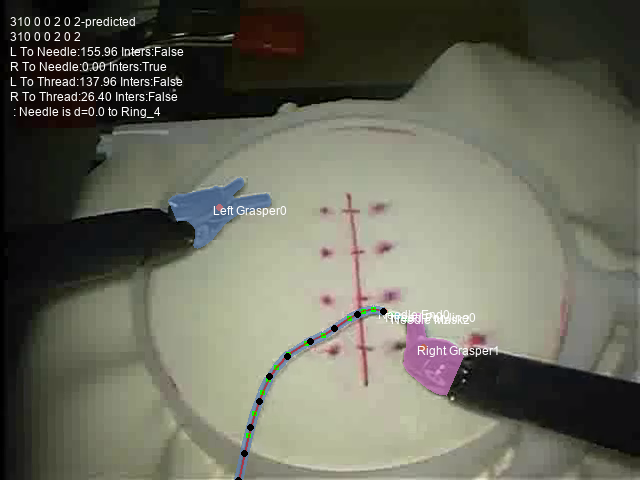 310 0 0 2 0 2-predicted
310 0 0 2 0 2
L To Needle:155.96 Inters:False
R To Needle:0.00 Inters:True
L To Thread:137.96 Inters:False
R To Thread:26.40 Inters:False
: Needle is d=0.0 to Ring_4
Left Grasper0
Right Grasper1